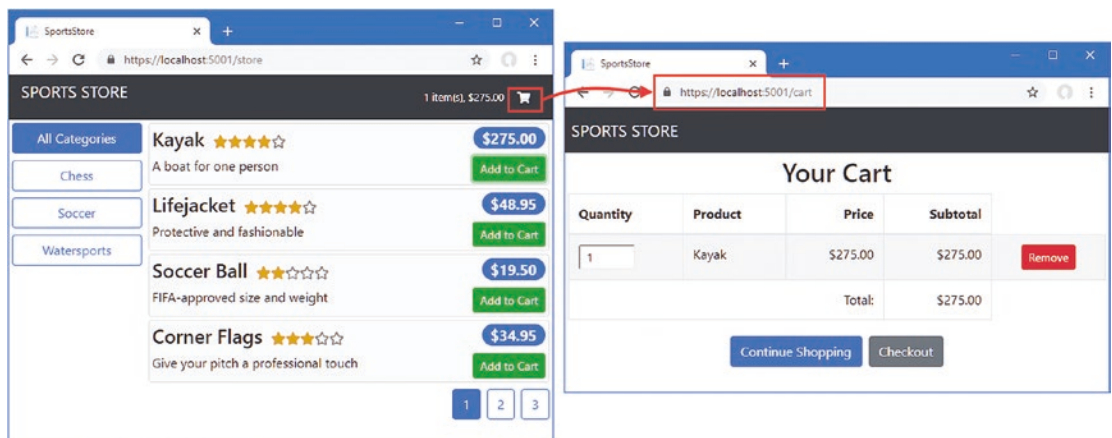 SportsStore
https://localhost:5001/store
SPORTS STORE
1 item(s), $275.00
All Categories
Chess
Soccer
Watersports
Kayak
$275.00
A boat for one person
Add to Cart
Lifejacket
$48.95
Protective and fashionable
Add to Cart
Soccer Ball
$19.50
FIFA-approved size and weight
Add to Cart
Corner Flags
$34.95
Give your pitch a professional touch
Add to Cart
1 2 3
SportsStore
https://localhost:5001/cart
SPORTS STORE
Your Cart
Quantity Product Price Subtotal
1 Kayak $275.00 $275.00 Remove
Total: $275.00
Continue Shopping Checkout